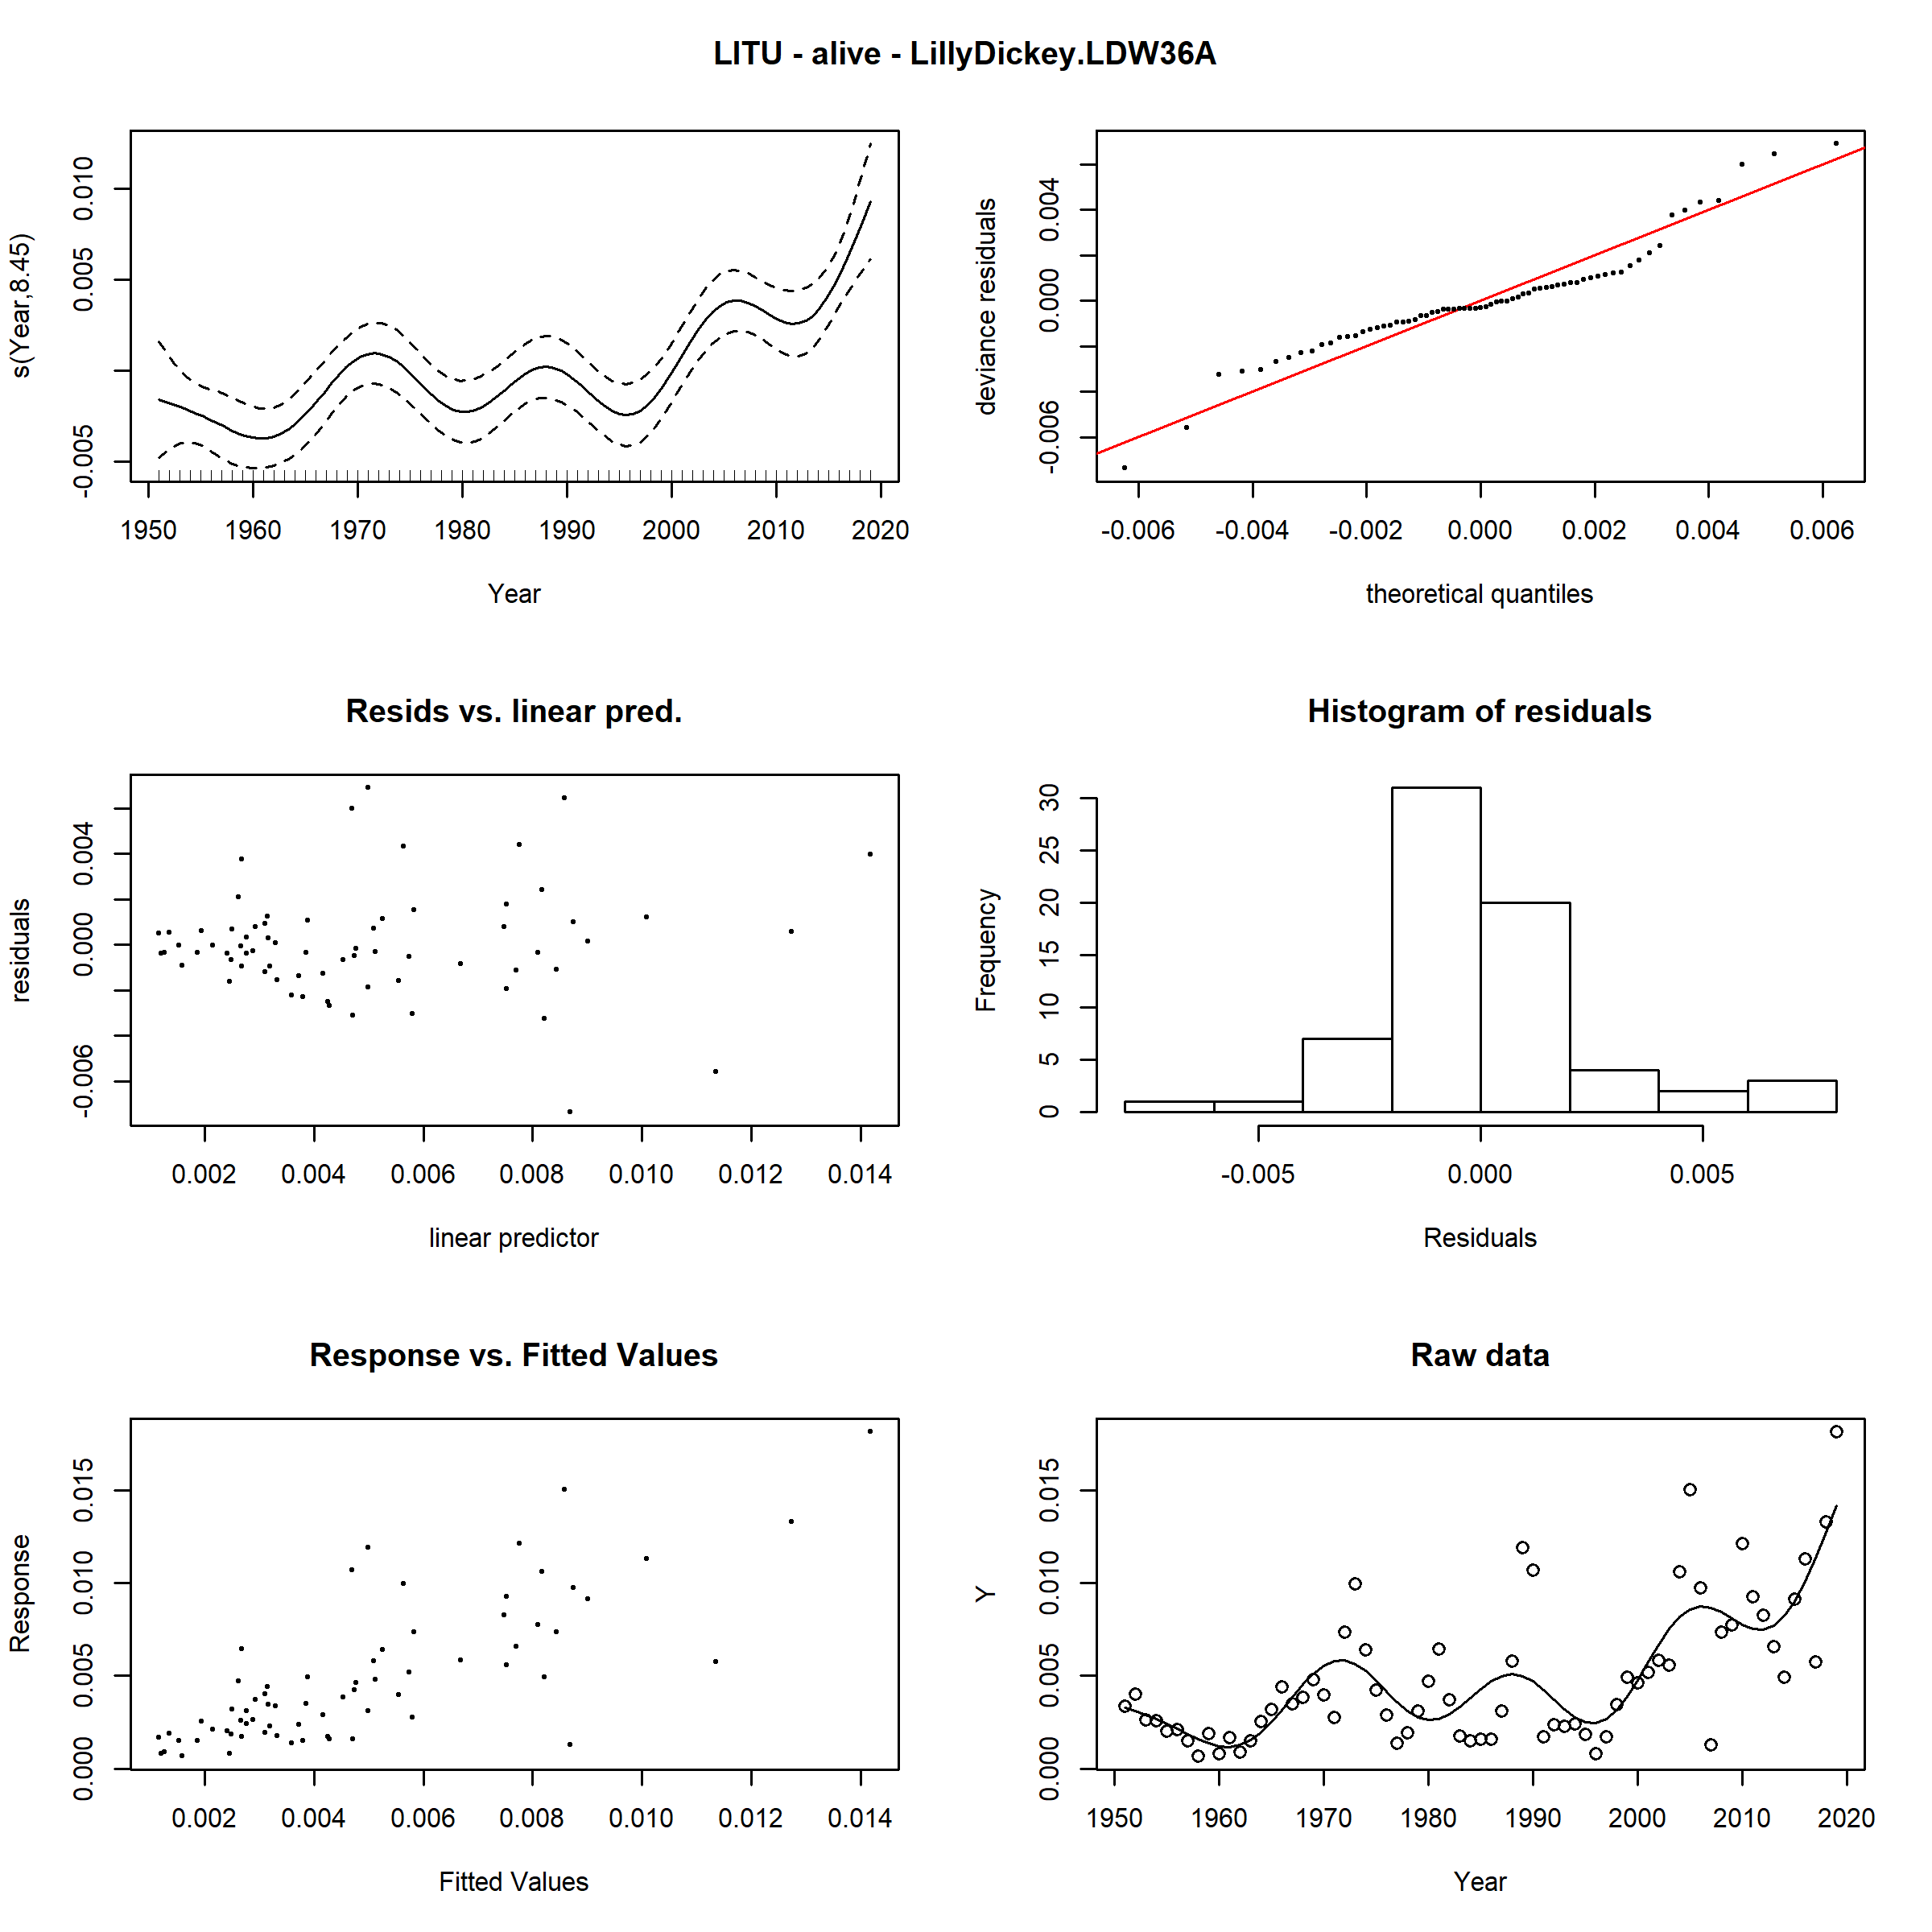 LITU - alive - LillyDickey.LDW36A
s(Year,8.45)
-0.005 0.005 0.010
1950 1960 1970 1980 1990 2000 2010 2020
Year
deviance residuals
-0.006 0.000 0.004
-0.006 -0.004 -0.002 0.000 0.002 0.004 0.006
theoretical quantiles
Resids vs. linear pred.
residuals
-0.006 0.000 0.004
0.002 0.004 0.006 0.008 0.010 0.012 0.014
linear predictor
Histogram of residuals
Frequency
0 5 10 15 20 25 30
-0.005 0.000 0.005
Residuals
Response vs. Fitted Values
Response
0.000 0.005 0.010 0.015
0.002 0.004 0.006 0.008 0.010 0.012 0.014
Fitted Values
Raw data
Y
0.000 0.005 0.010 0.015
1950 1960 1970 1980 1990 2000 2010 2020
Year